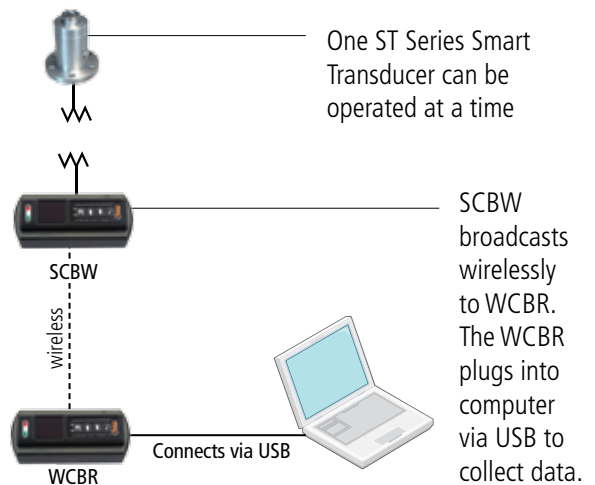 One ST Series Smart
Transducer can be
operated at a time
SCBW
SCBW
broadcasts
wirelessly
to WCBR.
The WCBR
plugs into
computer
via USB to
collect data.
wireless
Connects via USB
WCBR